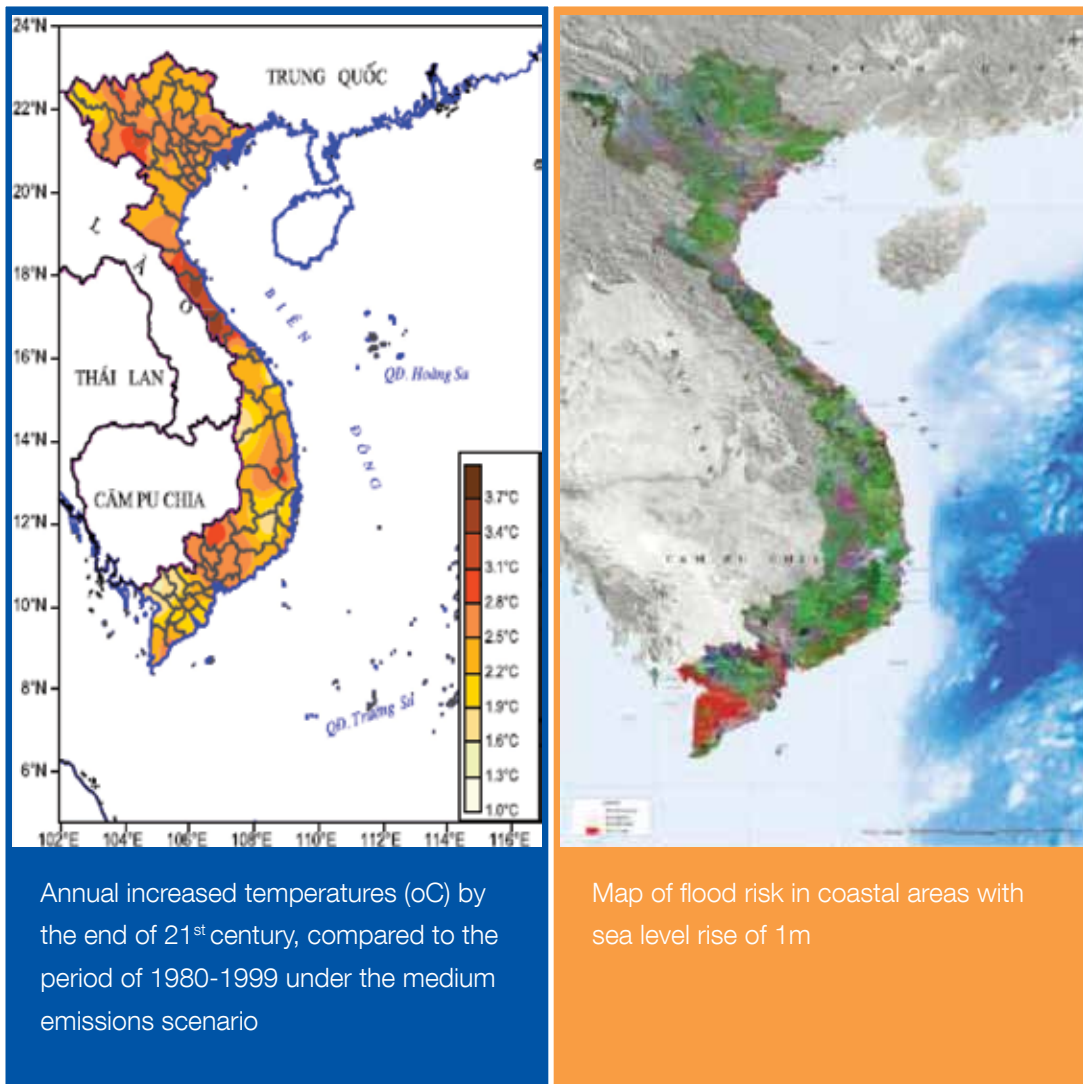 24°N
TRUNG QUỐC
22°N
20°N
L
À
O
18°N
BIỂN
16°N
THÁI LAN
QĐ. Hoàng Sa
ĐÔNG
14°N
CĂM PU CHIA
12°N
10°N
8°N
QĐ. Trường Sa
6°N
3.7°C
3.4°C
3.1°C
2.8°C
2.5°C
2.2°C
1.9°C
1.6°C
1.3°C
1.0°C
102°E 104°E 106°E 108°E 110°E 112°E 114°E 116°E
Annual increased temperatures (oC) by
the end of 21st century, compared to the
period of 1980-1999 under the medium
emissions scenario
Map of flood risk in coastal areas with
sea level rise of 1m